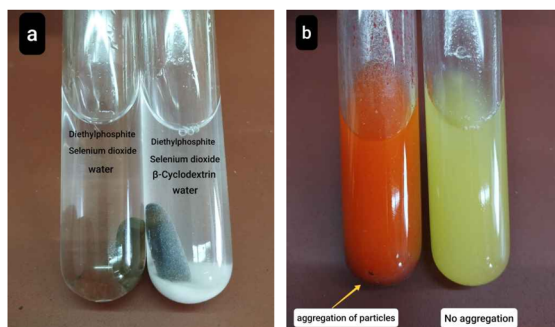 a
Diethylphosphite
Selenium dioxide
water
Diethylphosphite
Selenium dioxide
β-Cyclodextrin
water
b
aggregation of particles
No aggregation